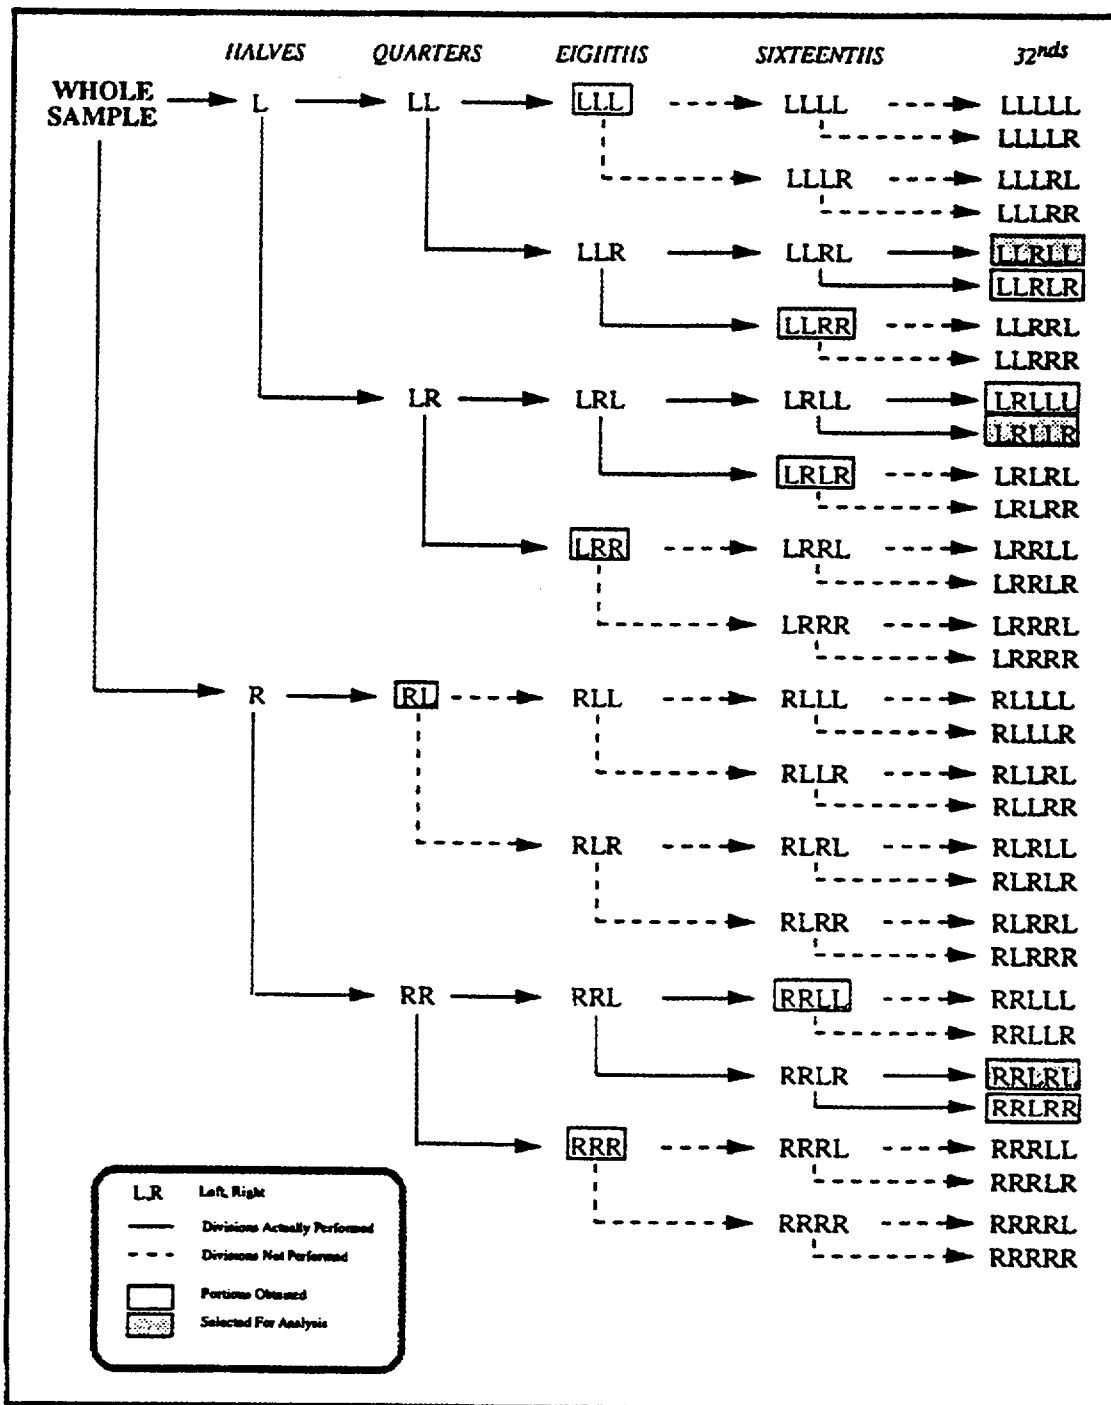 HALVES QUARTERS EIGHTHS SIXTEENTHS 32nds
WHOLE SAMPLE L LL LLL LLLL LLLLL
LLLLR
LLLR LLLRL
LLLRR
LLR LLRL LLRLL
LLRLR
LLRR LLRRL
LLRRR
LR LRL LRLL LRLLL
LRLLR
LRLR LRLRL
LRLRR
LRR LRRL LRRLL
LRRLR
LRRR LRRRL
LRRRR
R RL RLL RLLL RLLLL
RLLLR
RLLR RLLRL
RLLRR
RLR RLRL RLRLL
RLRLR
RLRR RLRRL
RLRRR
RR RRL RRLL RRLLL
RRLLR
RRLR RRLRL
RRLRR
RRR RRRL RRRLL
RRRLR
RRRR RRRRL
RRRRR
L,R Left, Right
Divisions Actually Performed
Divisions Not Performed
Portions Obtained
Selected For Analysis